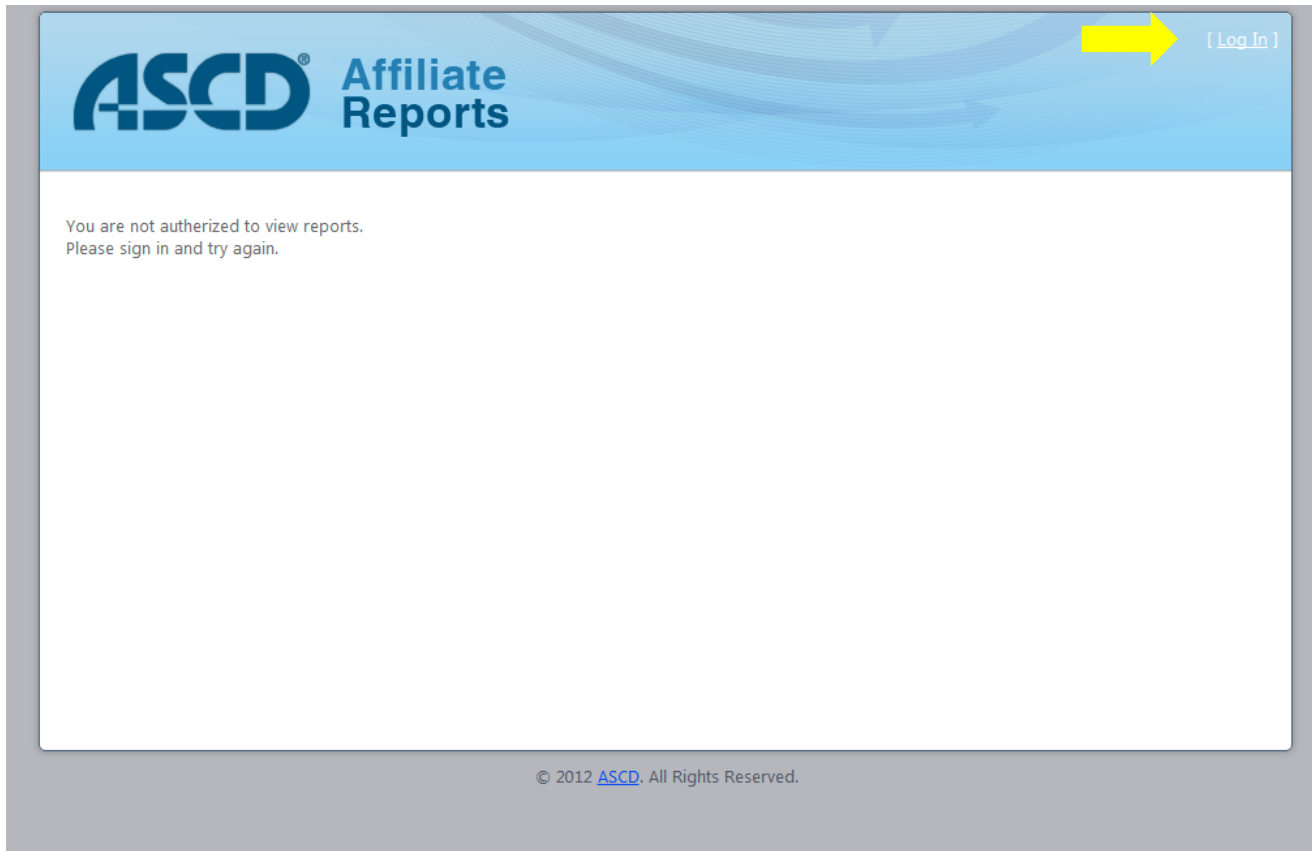 [ Log In ]
ASCD® Affiliate
Reports
You are not autherized to view reports.
Please sign in and try again.
© 2012 ASCD. All Rights Reserved.